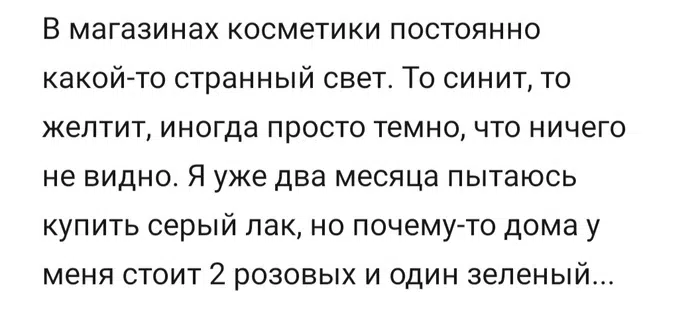 В магазинах косметики постоянно
какой-то странный свет. То синит, то
желтит, иногда просто темно, что ничего
не видно. Я уже два месяца пытаюсь
купить серый лак, но почему-то дома у
меня стоит 2 розовых и один зеленый...